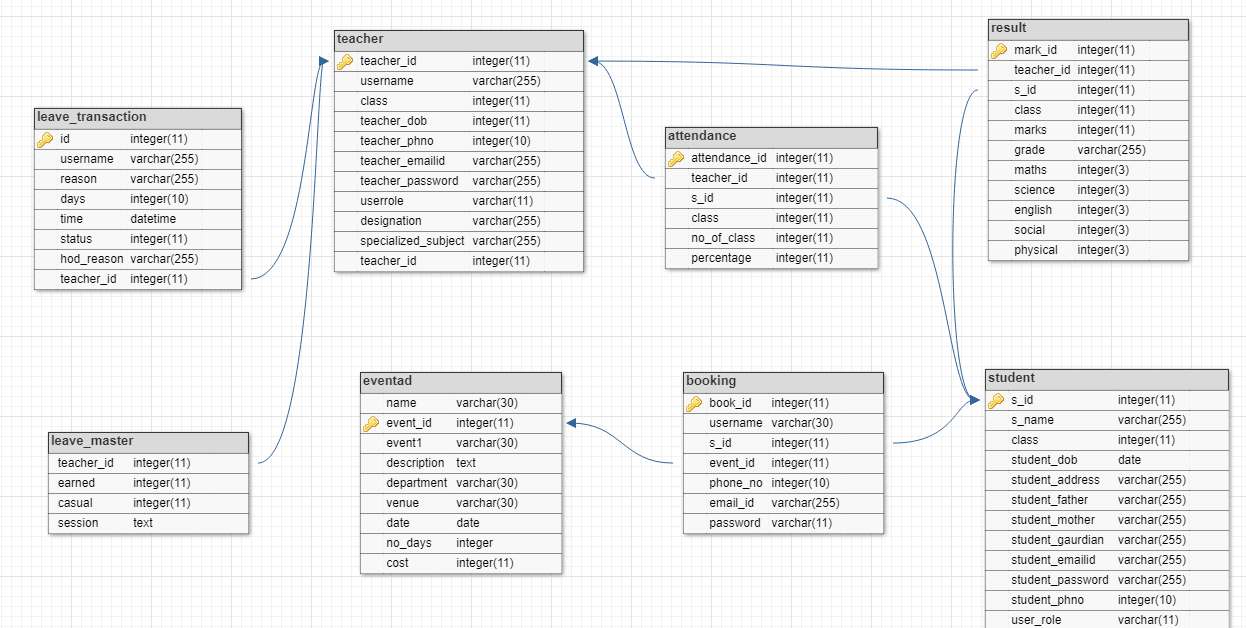 teacher
teacher_id integer(11)
username varchar(255)
class integer(11)
teacher_dob integer(11)
teacher_phno integer(10)
teacher_emailid varchar(255)
teacher_password varchar(255)
userrole varchar(11)
designation varchar(255)
specialized_subject varchar(255)
teacher_id integer(11)
result
mark_id integer(11)
teacher_id integer(11)
s_id integer(11)
class integer(11)
marks integer(11)
grade varchar(255)
maths integer(3)
science integer(3)
english integer(3)
social integer(3)
physical integer(3)
leave_transaction
id integer(11)
username varchar(255)
reason varchar(255)
days integer(10)
time datetime
status integer(11)
hod_reason varchar(255)
teacher_id integer(11)
attendance
attendance_id integer(11)
teacher_id integer(11)
s_id integer(11)
class integer(11)
no_of_class integer(11)
percentage integer(11)
leave_master
teacher_id integer(11)
earned integer(11)
casual integer(11)
session text
eventad
name varchar(30)
event_id integer(11)
event1 varchar(30)
description text
department varchar(30)
venue varchar(30)
date date
no_days integer
cost integer(11)
booking
book_id integer(11)
username varchar(30)
s_id integer(11)
event_id integer(11)
phone_no integer(10)
email_id varchar(255)
password varchar(11)
student
s_id integer(11)
s_name varchar(255)
class integer(11)
student_dob date
student_address varchar(255)
student_father varchar(255)
student_mother varchar(255)
student_gaurdian varchar(255)
student_emailid varchar(255)
student_password varchar(255)
student_phno integer(10)
user_role varchar(11)